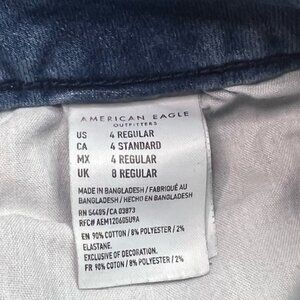 AMERICAN EAGLE
OUTFITTERS
US 4 REGULAR
CA 4 STANDARD
MX 4 REGULAR
UK 8 REGULAR
MADE IN BANGLADESH / FABRIQUÉ AU
BANGLADESH / HECHO EN BANGLADESH
RN 54485/CA 03873
RFC# AEM120605U9A
EN 90% COTTON / 8% POLYESTER / 2%
ELASTANE.
EXCLUSIVE OF DECORATION.
FR 90% COTON / 8% POLYESTER / 2%